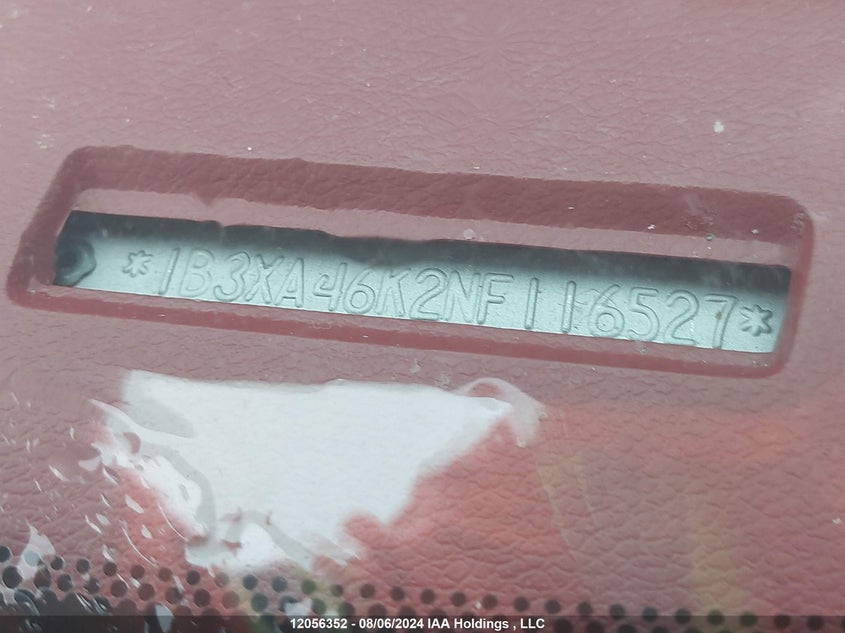 *1B3XA46K2NF116527*
12056352 - 08/06/2024 IAA Holdings , LLC